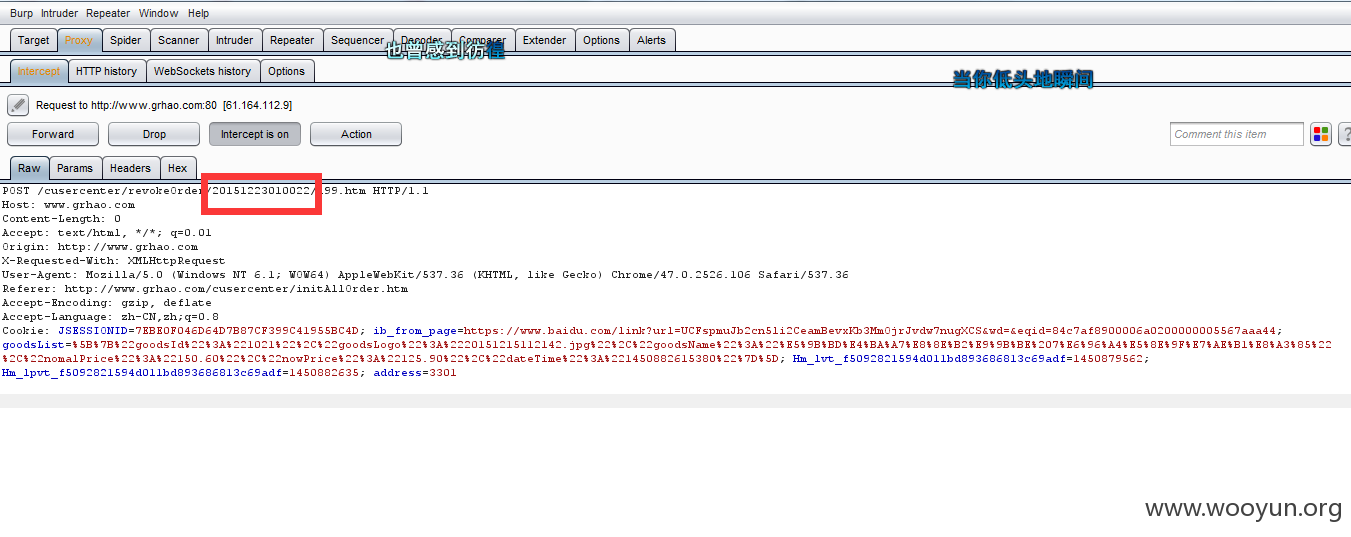 Burp Intruder Repeater Window Help
Target Proxy Spider Scanner Intruder Repeater Sequencer Decoder Comparer Extender Options Alerts
也曾感到彷徨
Intercept HTTP history WebSockets history Options
当你低头地瞬间
Request to http://www.grhao.com:80 [61.164.112.9]
Forward Drop Intercept is on Action Comment this item ?
Raw Params Headers Hex
POST /cusercenter/revokeOrder/20151223010022/199.htm HTTP/1.1
Host: www.grhao.com
Content-Length: 0
Accept: text/html, */*; q=0.01
Origin: http://www.grhao.com
X-Requested-With: XMLHttpRequest
User-Agent: Mozilla/5.0 (Windows NT 6.1; WOW64) AppleWebKit/537.36 (KHTML, like Gecko) Chrome/47.0.2526.106 Safari/537.36
Referer: http://www.grhao.com/cusercenter/initAllOrder.htm
Accept-Encoding: gzip, deflate
Accept-Language: zh-CN,zh;q=0.8
Cookie: JSESSIONID=7EBE0F046D64D7B87CF399C41955BC4D; ib_from_page=https://www.baidu.com/link?url=UCFspmuJb2cn5li2CeamBevxKb3MmOjrJvdw7nugXCS&wd=&eqid=84c7af8900006a0200000005567aaa44;
goodsList=%5B%7B%22goodsId%22%3A%221021%22%2C%22goodsLogo%22%3A%2220151215112142.jpg%22%2C%22goodsName%22%3A%22%E5%9B%BD%E4%BA%A7%E8%8E%B2%E9%9B%BE%207%E6%96%A4%E5%8E%9F%E7%AE%B1%E8%A3%85%22
%2C%22nomalPrice%22%3A%22150.60%22%2C%22nowPrice%22%3A%22125.90%22%2C%22dateTime%22%3A%221450882615380%22%7D%5D; Hm_lvt_f5092821594d011bd893686813c69adf=1450879562;
Hm_lpvt_f5092821594d011bd893686813c69adf=1450882635; address=3301
www.wooyun.org